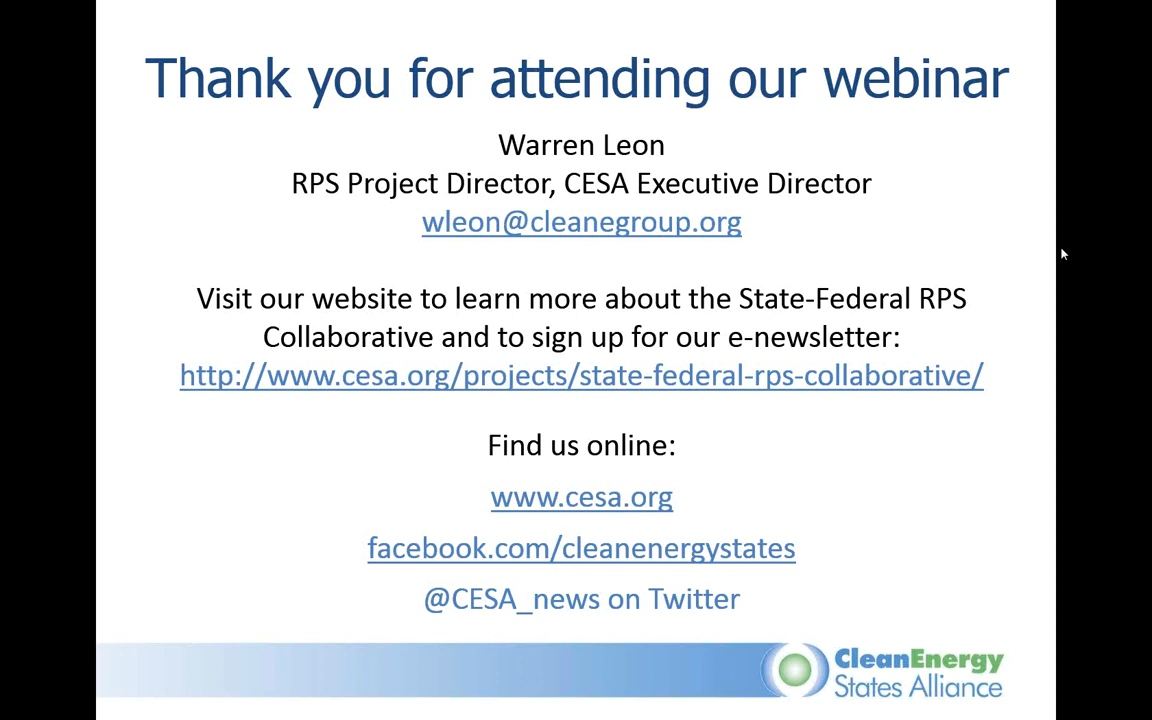 Thank you for attending our webinar
Warren Leon
RPS Project Director, CESA Executive Director
wleon@cleanegroup.org
Visit our website to learn more about the State-Federal RPS
Collaborative and to sign up for our e-newsletter:
http://www.cesa.org/projects/state-federal-rps-collaborative/
Find us online:
www.cesa.org
facebook.com/cleanenergystates
@CESA_news on Twitter
CleanEnergy
States Alliance